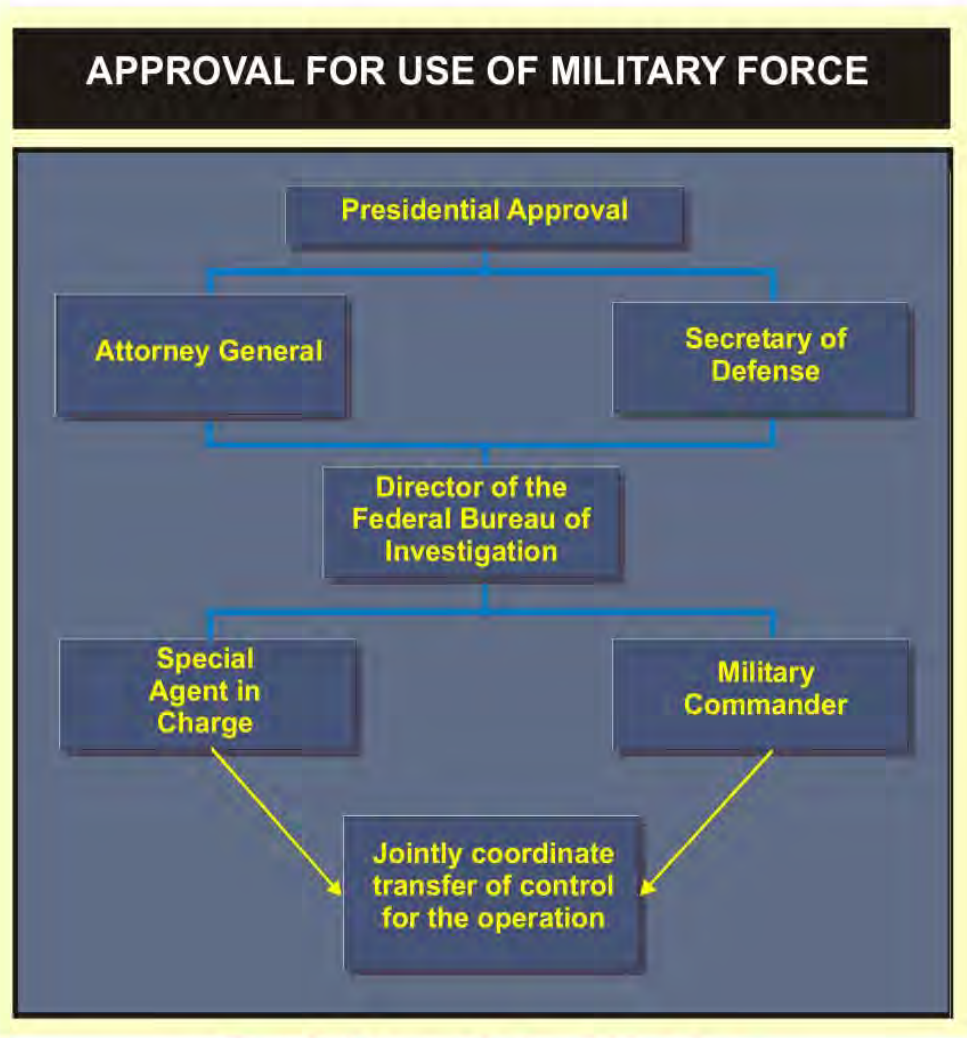 APPROVAL FOR USE OF MILITARY FORCE
Presidential Approval
Attorney General
Secretary of
Defense
Director of the
Federal Bureau of
Investigation
Special
Agent in
Charge
Military
Commander
Jointly coordinate
transfer of control
for the operation